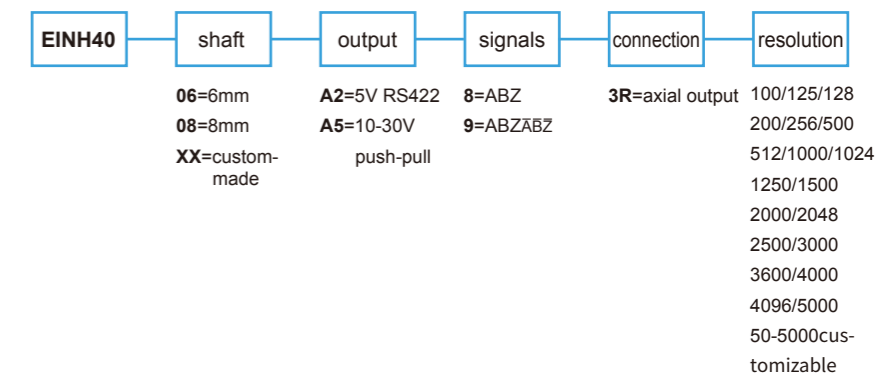 EINH40 shaft output signals connection resolution
06=6mm
08=8mm
XX=custom-
made
A2=5V RS422
A5=10-30V
push-pull
8=ABZ
9=ABZA̅B̅Z̅
3R=axial output
100/125/128
200/256/500
512/1000/1024
1250/1500
2000/2048
2500/3000
3600/4000
4096/5000
50-5000cus-
tomizable